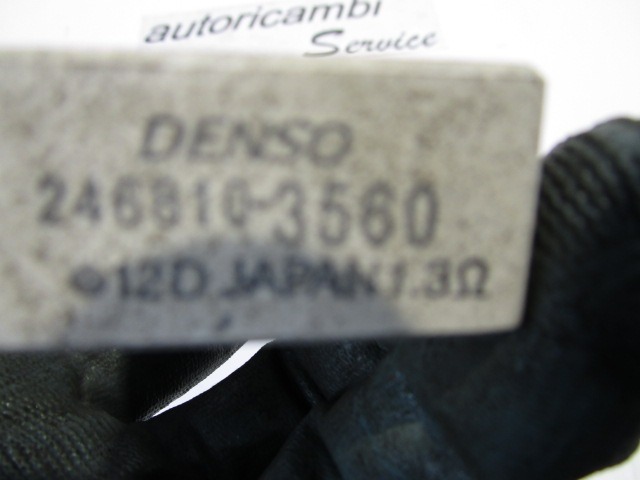 autoricambi
Service
DENSO
246810-3560
12D JAPAN 1.3Ω